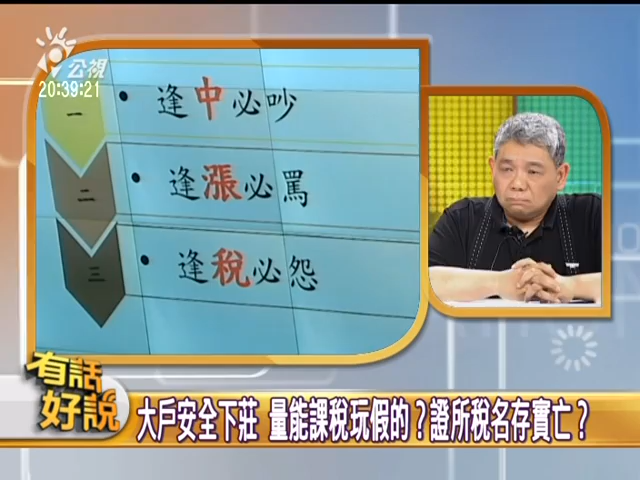 公視
20:39:21
一 • 逢中必吵
二 • 逢漲必罵
三 • 逢稅必怨
有話好說
大戶安全下莊 量能課稅玩假的？證所稅名存實亡？